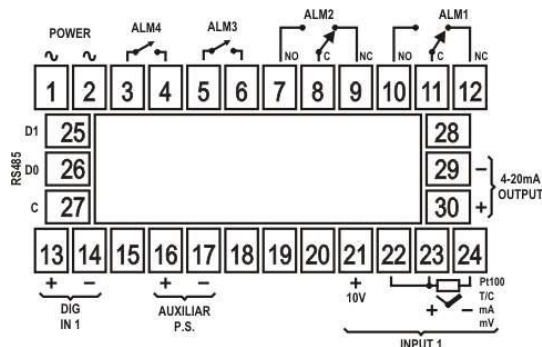 POWER ALM4 ALM3 ALM2 ALM1
∿ ∿ NO C NC NO C NC
1 2 3 4 5 6 7 8 9 10 11 12
D1 25 28
RS485
D0 26 29 − 4-20mA
OUTPUT
C 27 30 +
13 14 15 16 17 18 19 20 21 22 23 24
+ − + − + Pt100
10V T/C
DIG AUXILIAR + − mA
IN 1 P.S. mV
INPUT 1